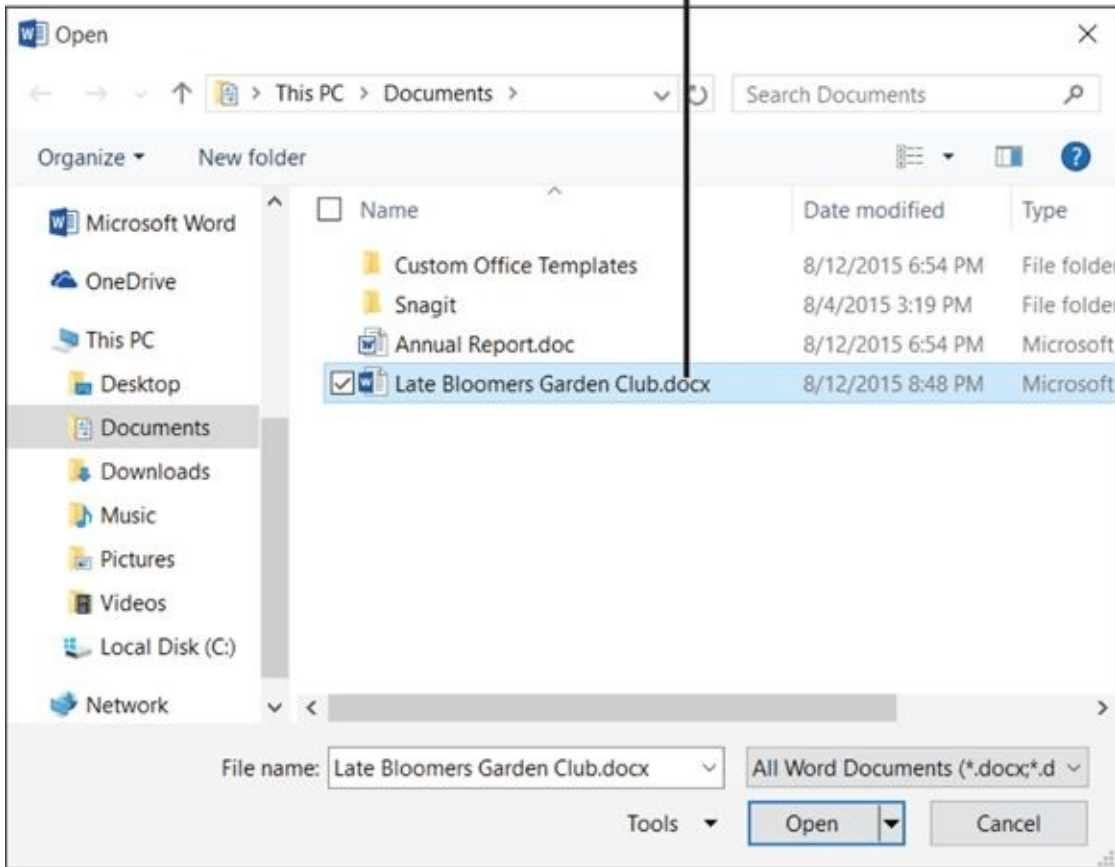 Open
This PC > Documents >
Search Documents
Organize
New folder
?
Name
Date modified
Type
Microsoft Word
OneDrive
This PC
Desktop
Documents
Downloads
Music
Pictures
Videos
Local Disk (C:)
Network
Custom Office Templates 8/12/2015 6:54 PM File folder
Snagit 8/4/2015 3:19 PM File folder
Annual Report.doc 8/12/2015 6:54 PM Microsoft
Late Bloomers Garden Club.docx 8/12/2015 8:48 PM Microsoft
File name: Late Bloomers Garden Club.docx
All Word Documents (*.docx;*.d
Tools
Open
Cancel